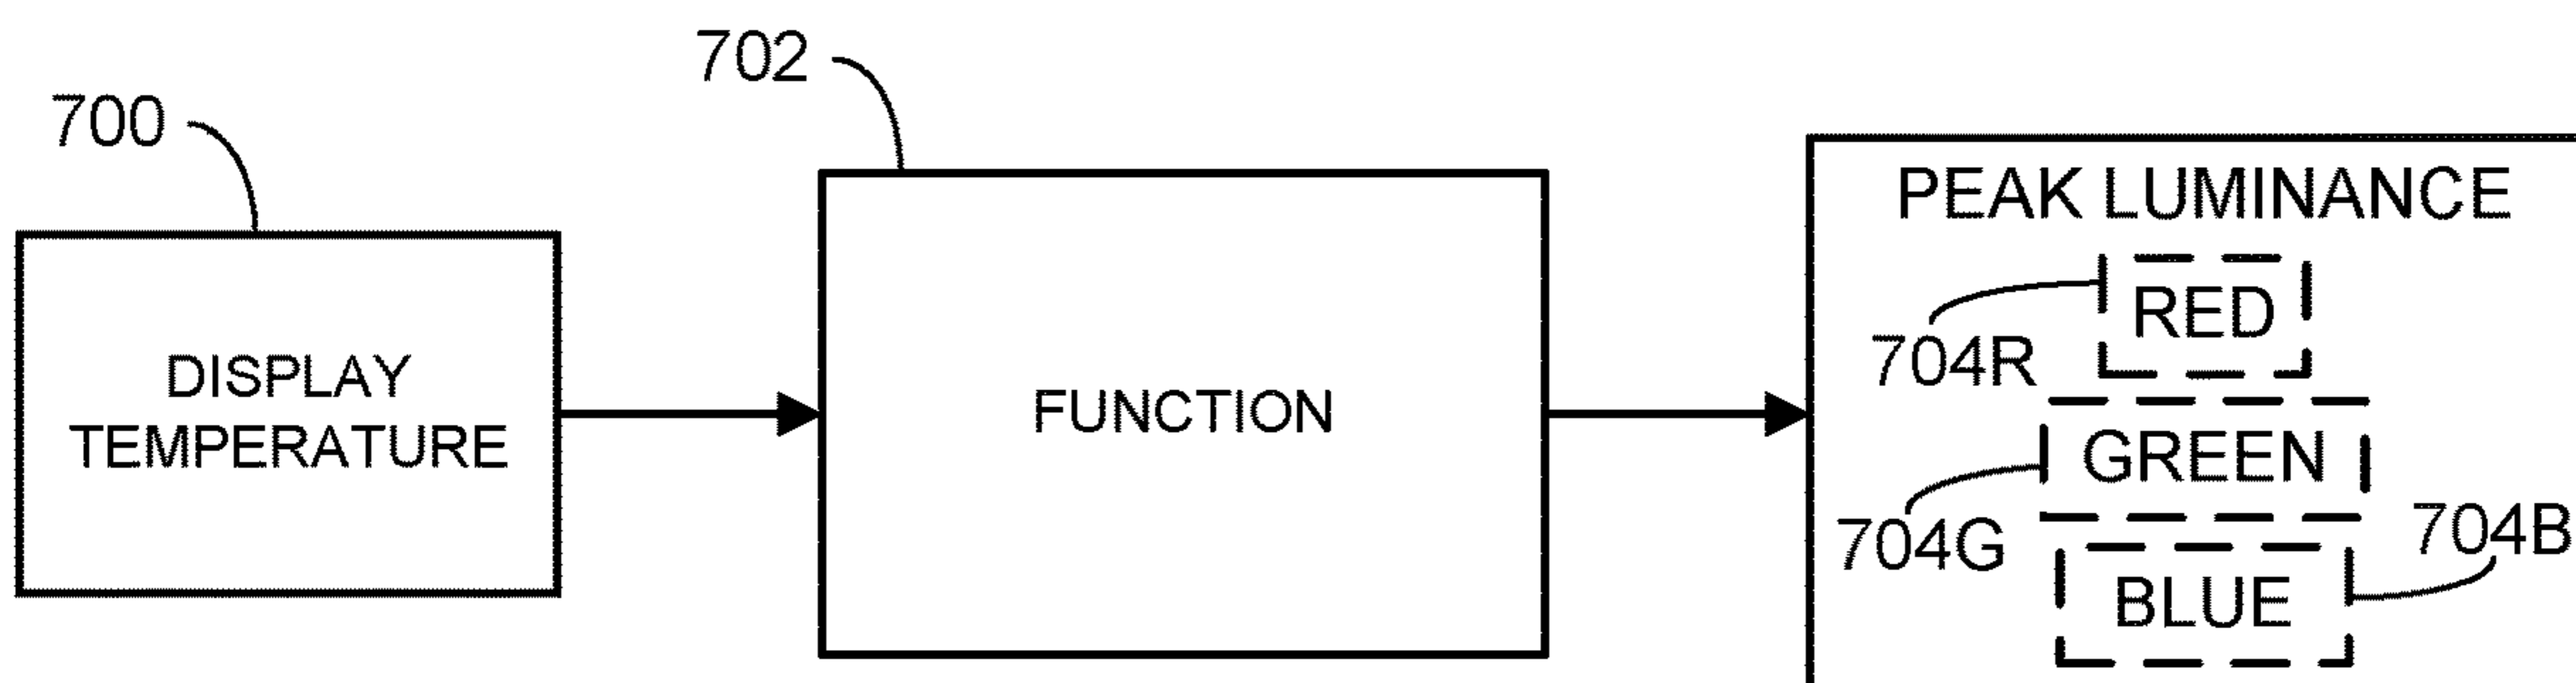 702
700
PEAK LUMINANCE
RED
704R
DISPLAY
TEMPERATURE
FUNCTION
GREEN
704G
704B
BLUE